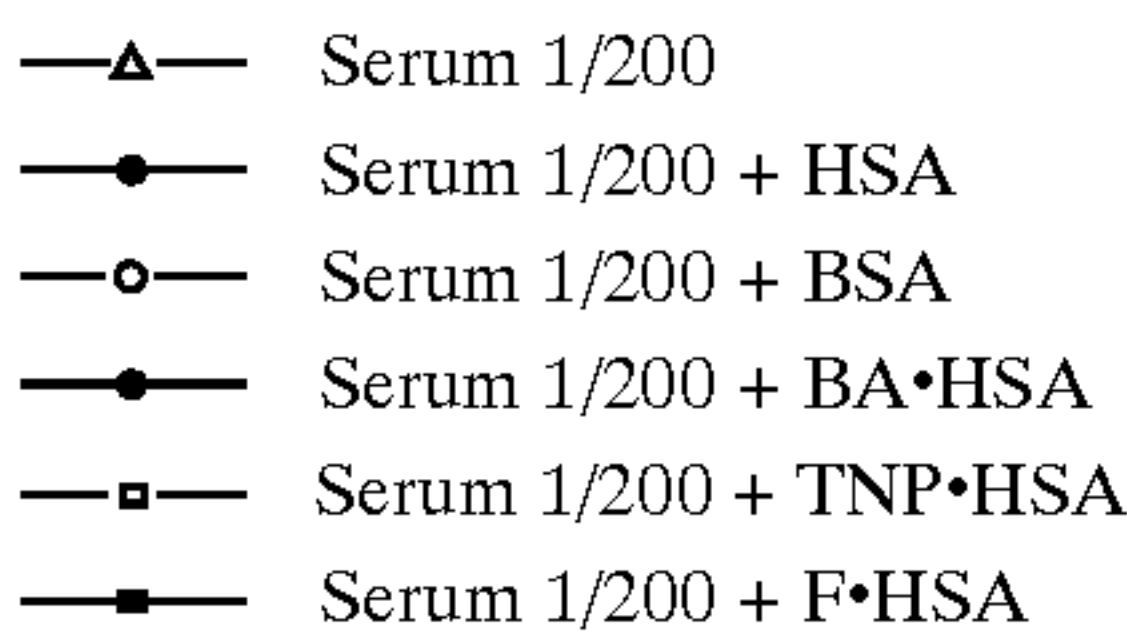 Serum 1/200
Serum 1/200 + HSA
Serum 1/200 + BSA
Serum 1/200 + BA•HSA
Serum 1/200 + TNP•HSA
Serum 1/200 + F•HSA